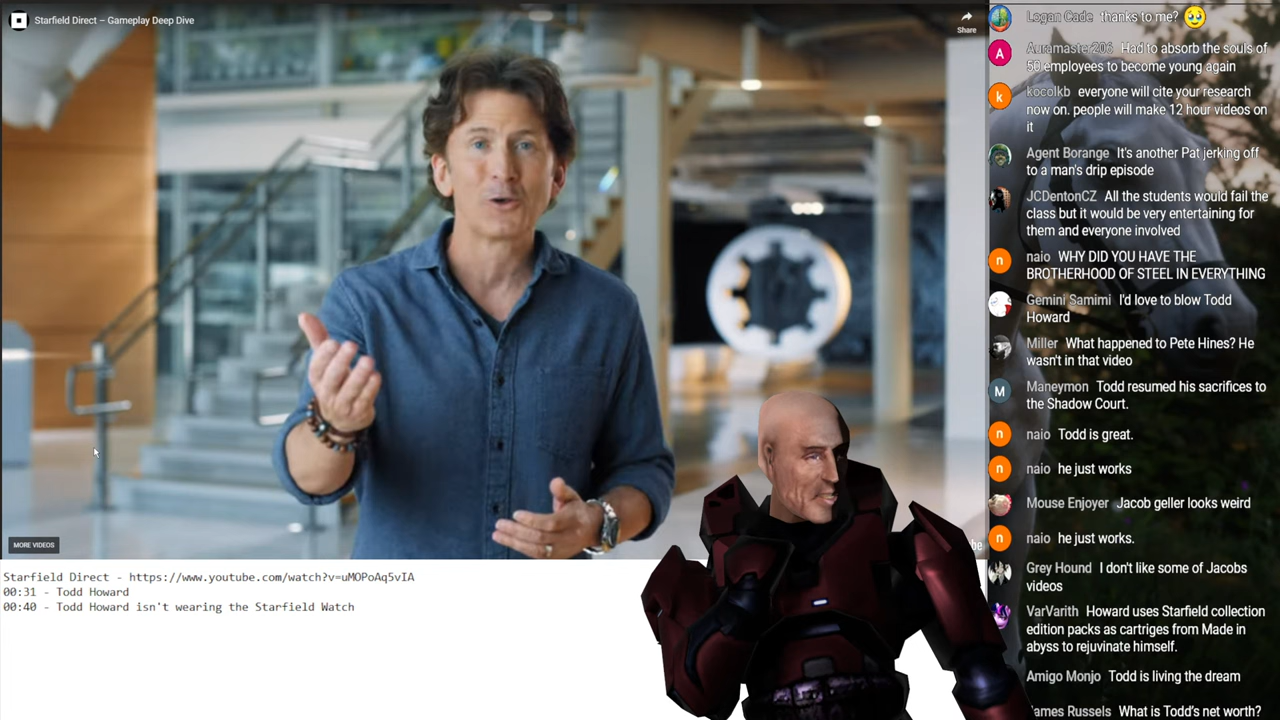 Starfield Direct – Gameplay Deep Dive
Share
MORE VIDEOS
be
Starfield Direct - https://www.youtube.com/watch?v=uMOPoAq5vIA
00:31 - Todd Howard
00:40 - Todd Howard isn't wearing the Starfield Watch
Logan Cade thanks to me? 🥹
A
Auramaster206 Had to absorb the souls of
50 employees to become young again
k
kocolkb everyone will cite your research
now on. people will make 12 hour videos on
it
Agent Borange It's another Pat jerking off
to a man's drip episode
JCDentonCZ All the students would fail the
class but it would be very entertaining for
them and everyone involved
n
naio WHY DID YOU HAVE THE
BROTHERHOOD OF STEEL IN EVERYTHING
Gemini Samimi I'd love to blow Todd
Howard
Miller What happened to Pete Hines? He
wasn't in that video
M
Maneymon Todd resumed his sacrifices to
the Shadow Court.
n
naio Todd is great.
n
naio he just works
Mouse Enjoyer Jacob geller looks weird
n
naio he just works.
Grey Hound I don't like some of Jacobs
videos
VarVarith Howard uses Starfield collection
edition packs as cartriges from Made in
abyss to rejuvinate himself.
Amigo Monjo Todd is living the dream
James Russels What is Todd's net worth?